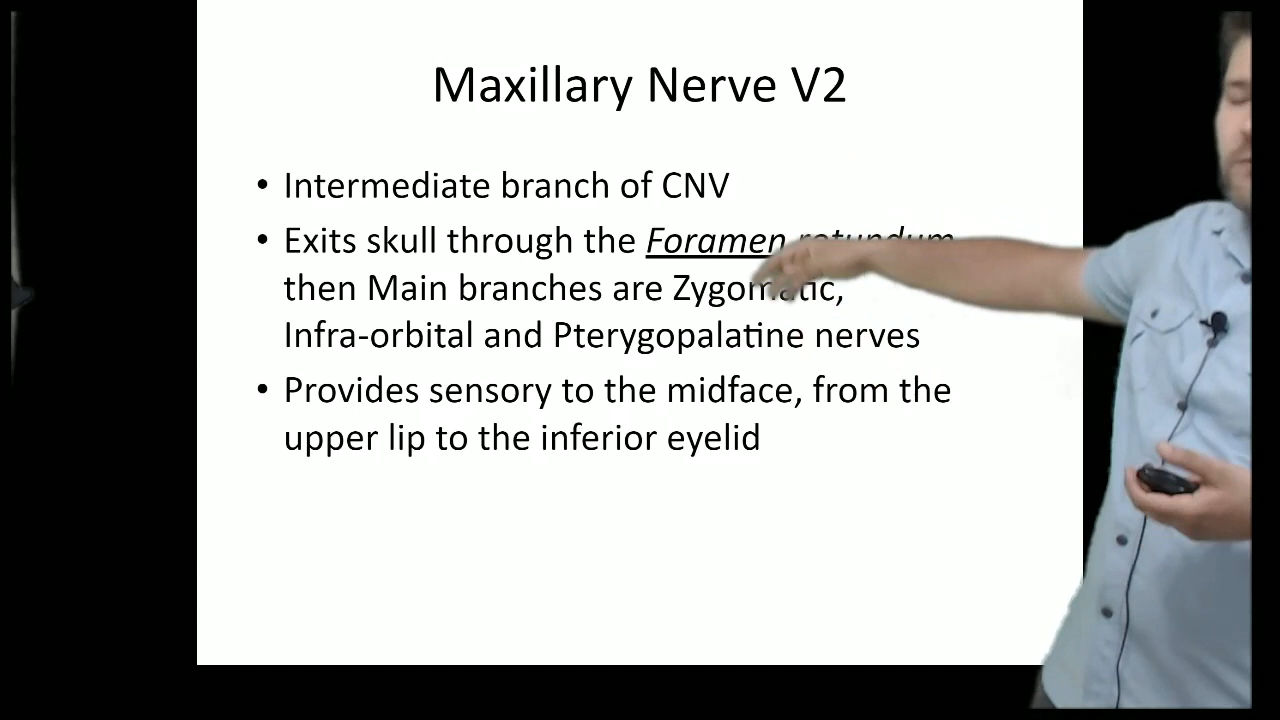 Maxillary Nerve V2
• Intermediate branch of CNV
• Exits skull through the Foramen rotundum
then Main branches are Zygomatic,
Infra-orbital and Pterygopalatine nerves
• Provides sensory to the midface, from the
upper lip to the inferior eyelid